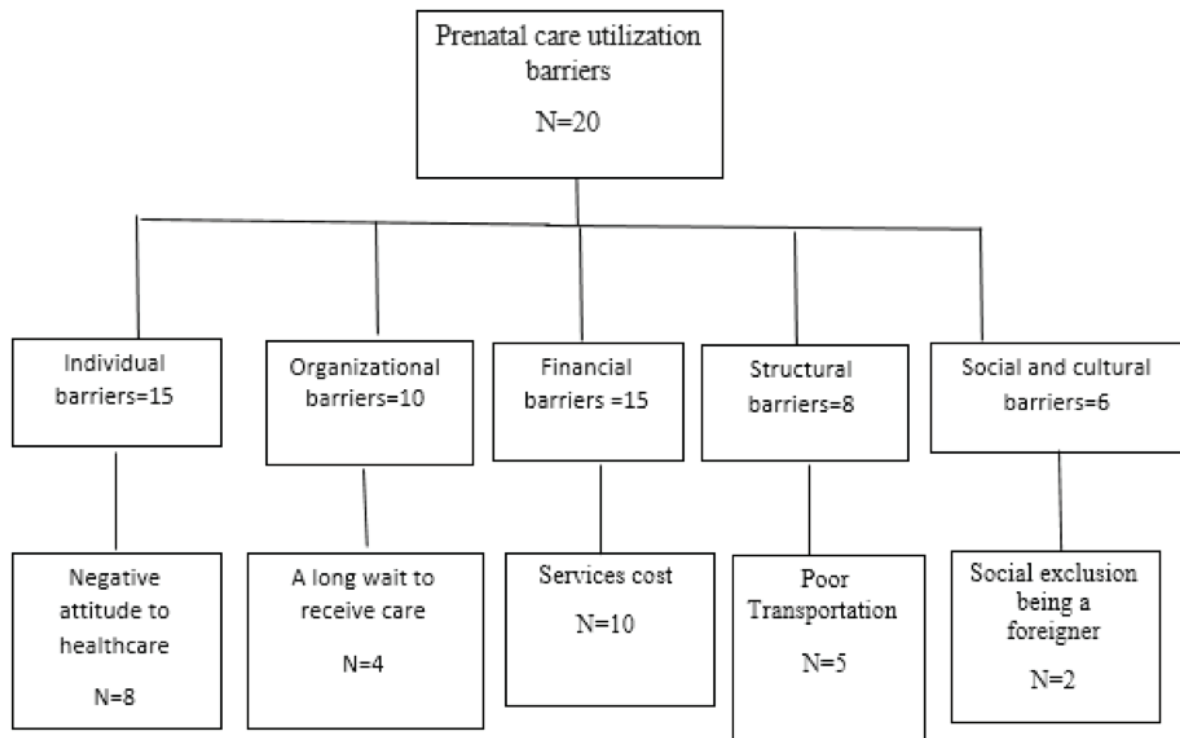 Prenatal care utilization
barriers
N=20
Individual
barriers=15
Organizational
barriers=10
Financial
barriers =15
Structural
barriers=8
Social and cultural
barriers=6
Negative
attitude to
healthcare
N=8
A long wait to
receive care
N=4
Services cost
N=10
Poor
Transportation
N=5
Social exclusion
being a
foreigner
N=2